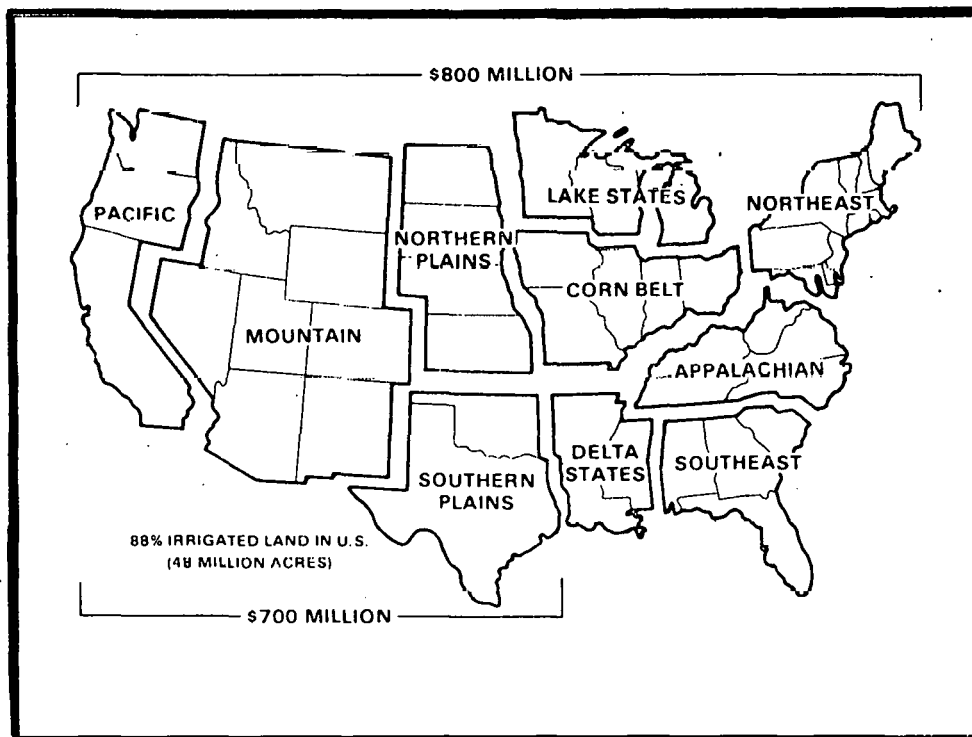 $800 MILLION
PACIFIC
MOUNTAIN
NORTHERN
PLAINS
LAKE STATES
CORN BELT
NORTHEAST
APPALACHIAN
SOUTHERN
PLAINS
DELTA
STATES
SOUTHEAST
88% IRRIGATED LAND IN U.S.
(48 MILLION ACRES)
$700 MILLION